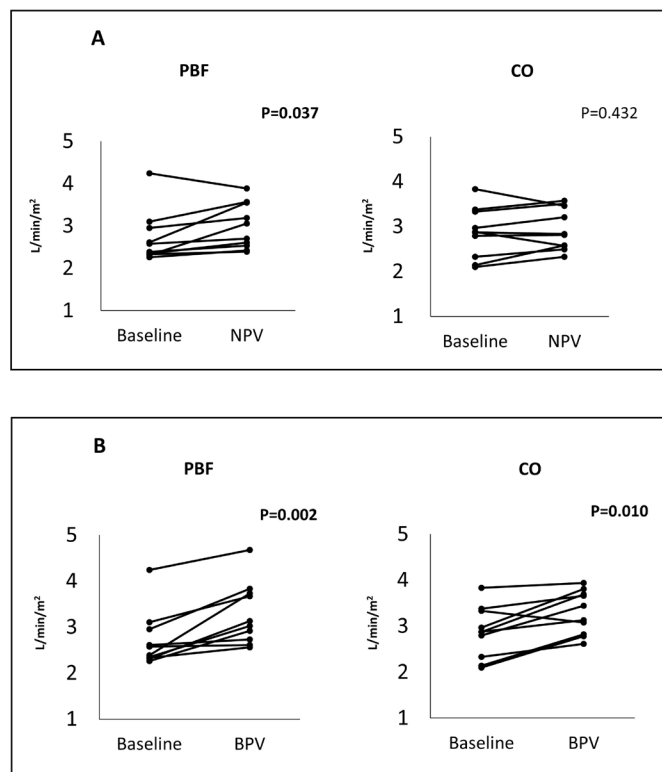 A
PBF
CO
P=0.037
P=0.432
5
4
3
2
1
L/min/m²
Baseline
NPV
5
4
3
2
1
L/min/m²
Baseline
NPV
B
PBF
CO
P=0.002
P=0.010
5
4
3
2
1
L/min/m²
Baseline
BPV
5
4
3
2
1
L/min/m²
Baseline
BPV